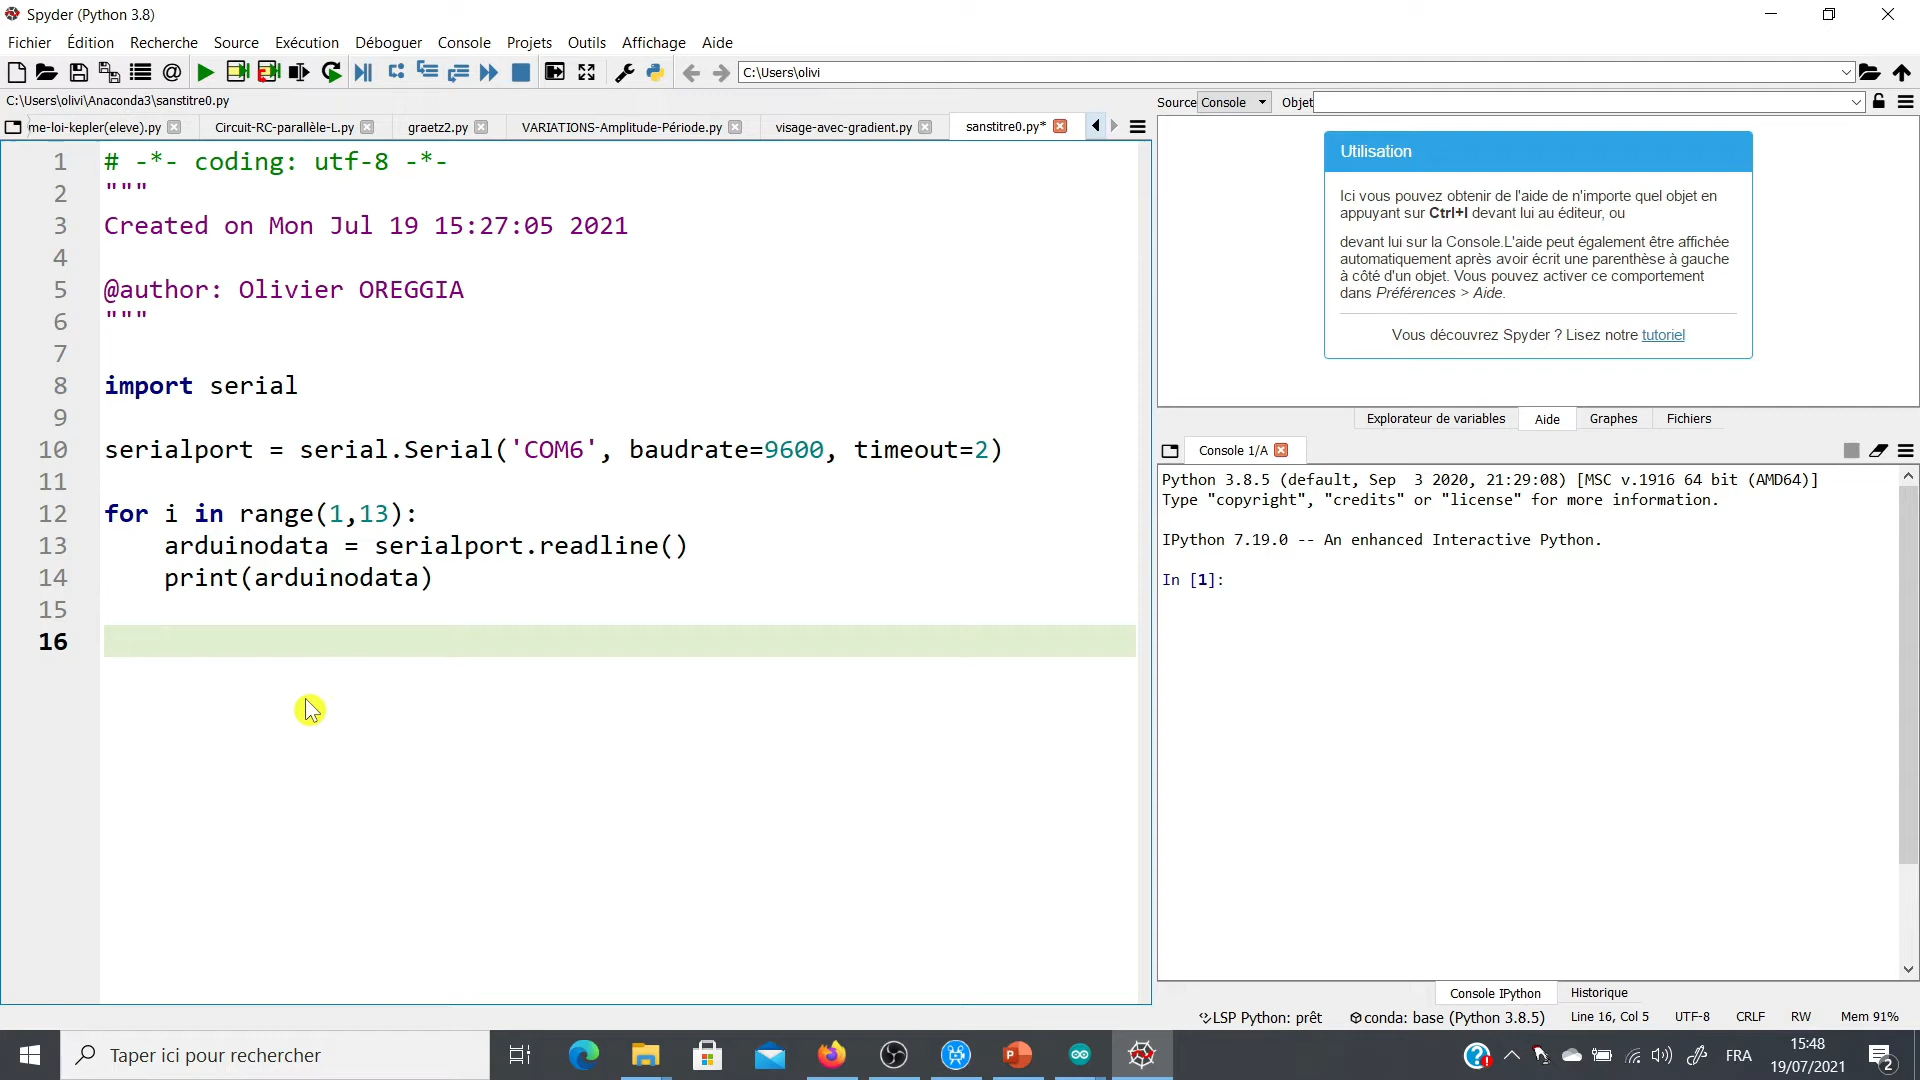 Spyder (Python 3.8)
Fichier Édition Recherche Source Exécution Déboguer Console Projets Outils Affichage Aide
C:\Users\olivi
C:\Users\olivi\Anaconda3\sanstitre0.py
Source Console Objet
me-loi-kepler(eleve).py Circuit-RC-parallèle-L.py graetz2.py VARIATIONS-Amplitude-Période.py visage-avec-gradient.py sanstitre0.py*
1 # -*- coding: utf-8 -*-
2 """
3 Created on Mon Jul 19 15:27:05 2021
4
5 @author: Olivier OREGGIA
6 """
7
8 import serial
9
10 serialport = serial.Serial('COM6', baudrate=9600, timeout=2)
11
12 for i in range(1,13):
13     arduinodata = serialport.readline()
14     print(arduinodata)
15
16
Utilisation
Ici vous pouvez obtenir de l'aide de n'importe quel objet en
appuyant sur Ctrl+I devant lui au éditeur, ou
devant lui sur la Console.L'aide peut également être affichée
automatiquement après avoir écrit une parenthèse à gauche
à côté d'un objet. Vous pouvez activer ce comportement
dans Préférences > Aide.
Vous découvrez Spyder ? Lisez notre tutoriel
Explorateur de variables Aide Graphes Fichiers
Console 1/A
Python 3.8.5 (default, Sep  3 2020, 21:29:08) [MSC v.1916 64 bit (AMD64)]
Type "copyright", "credits" or "license" for more information.
IPython 7.19.0 -- An enhanced Interactive Python.
In [1]:
Console IPython Historique
LSP Python: prêt conda: base (Python 3.8.5) Line 16, Col 5 UTF-8 CRLF RW Mem 91%
Taper ici pour rechercher
FRA
15:48
19/07/2021
2